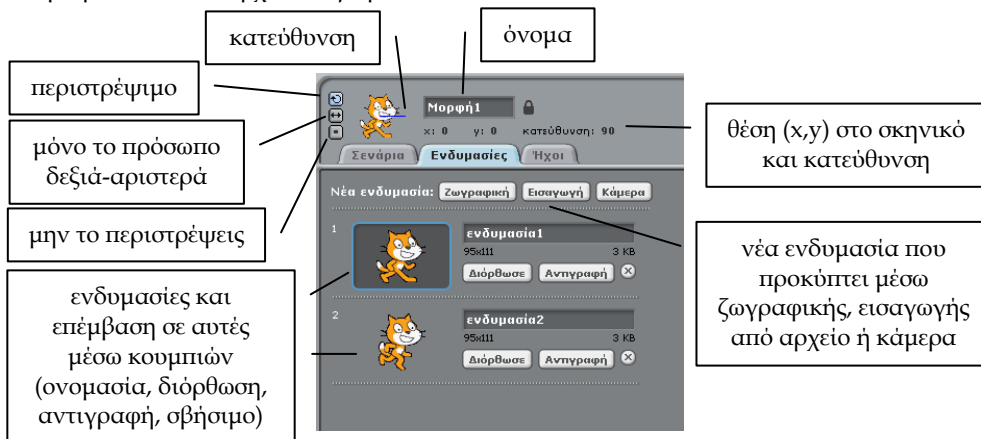 κατεύθυνση
όνομα
περιστρέψιμο
μόνο το πρόσωπο
δεξιά-αριστερά
μην το περιστρέψεις
ενδυμασίες και
επέμβαση σε αυτές
μέσω κουμπιών
(ονομασία, διόρθωση,
αντιγραφή, σβήσιμο)
Μορφή1
x: 0 y: 0 κατεύθυνση: 90
Σενάρια Ενδυμασίες Ήχοι
Νέα ενδυμασία: Ζωγραφική Εισαγωγή Κάμερα
1
ενδυμασία1
95x111 3 KB
Διόρθωσε Αντιγραφή
2
ενδυμασία2
95x111 3 KB
Διόρθωσε Αντιγραφή
θέση (x,y) στο σκηνικό
και κατεύθυνση
νέα ενδυμασία που
προκύπτει μέσω
ζωγραφικής, εισαγωγής
από αρχείο ή κάμερα